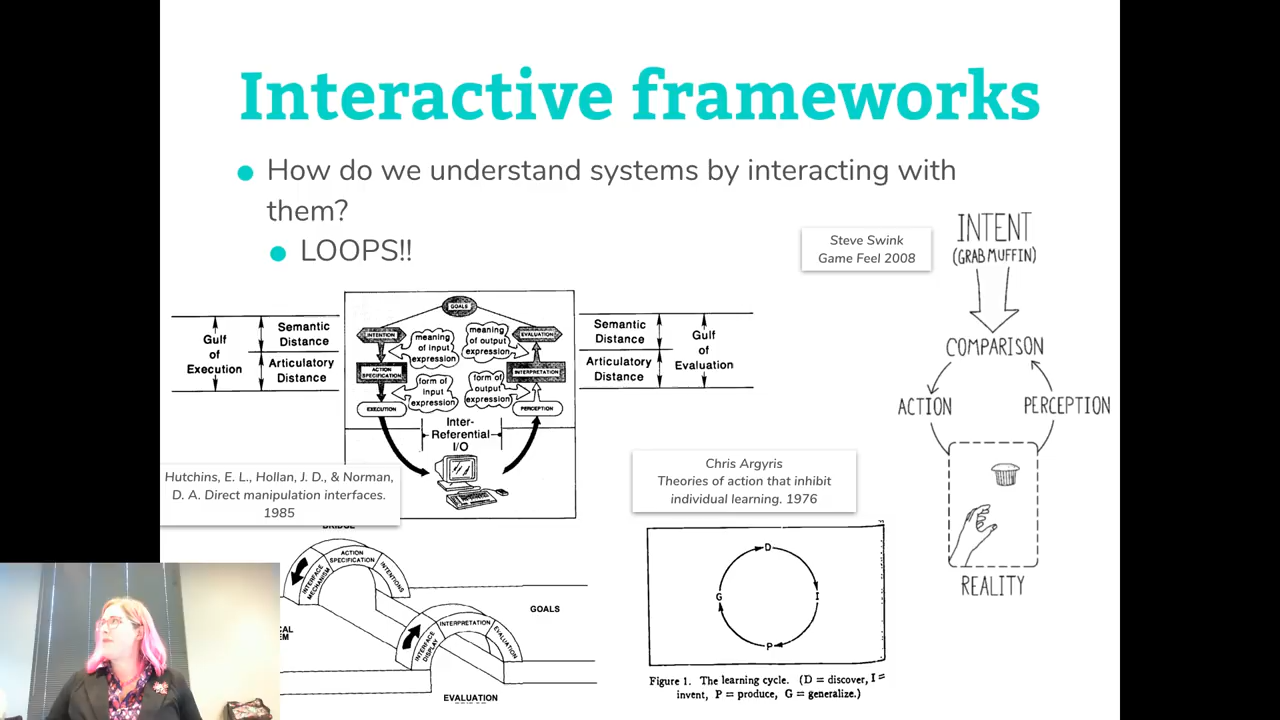 Interactive frameworks
How do we understand systems by interacting with
them?
LOOPS!!
Steve Swink
Game Feel 2008
INTENT
(GRAB MUFFIN)
COMPARISON
ACTION
PERCEPTION
REALITY
Gulf
of
Execution
Semantic
Distance
Articulatory
Distance
GOALS
INTENTION
meaning
of input
expression
ACTION
SPECIFICATION
form of
input
expression
EXECUTION
meaning
of output
expression
EVALUATION
INTERPRETATION
form of
output
expression
PERCEPTION
Inter-
Referential
I/O
Semantic
Distance
Articulatory
Distance
Gulf
of
Evaluation
Hutchins, E. L., Hollan, J. D., & Norman,
D. A. Direct manipulation interfaces.
1985
BRIDGE
INTERFACE
MECHANISM
ACTION
SPECIFICATION
INTENTIONS
GOALS
INTERFACE
DISPLAY
INTERPRETATION
EVALUATION
EVALUATION
Chris Argyris
Theories of action that inhibit
individual learning. 1976
D
G
I
P
Figure 1. The learning cycle. (D = discover, I =
invent, P = produce, G = generalize.)